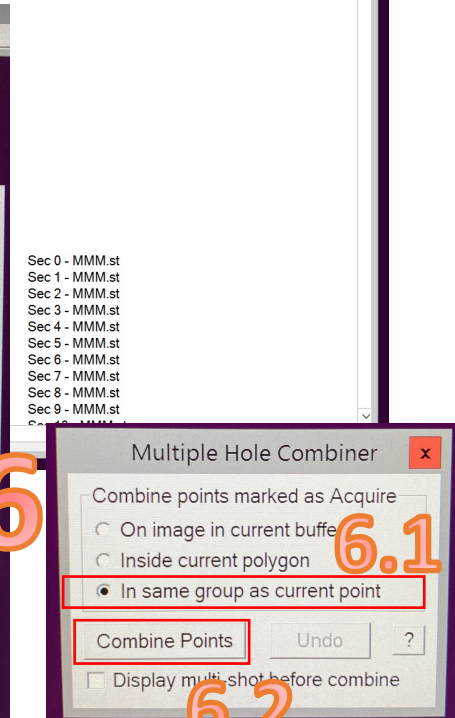 Sec 0 - MMM.st
Sec 1 - MMM.st
Sec 2 - MMM.st
Sec 3 - MMM.st
Sec 4 - MMM.st
Sec 5 - MMM.st
Sec 6 - MMM.st
Sec 7 - MMM.st
Sec 8 - MMM.st
Sec 9 - MMM.st
6
Multiple Hole Combiner x
Combine points marked as Acquire
On image in current buffe
6.1
Inside current polygon
In same group as current point
Combine Points Undo ?
Display multi-shot before combine
6.2